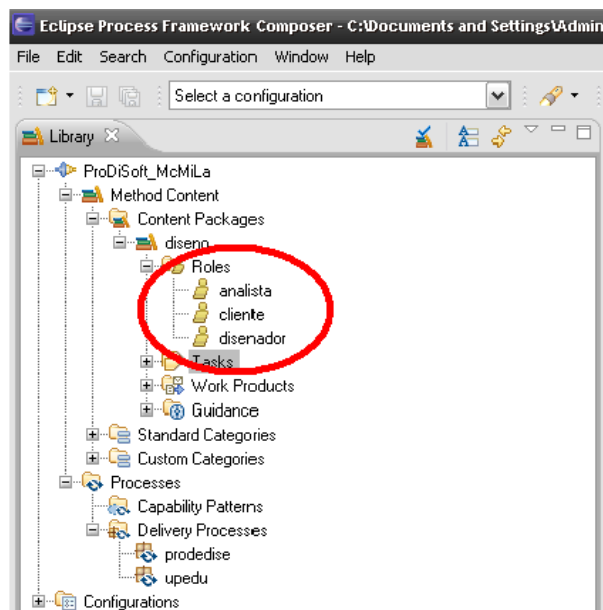 Eclipse Process Framework Composer - C:\Documents and Settings\Admin
File Edit Search Configuration Window Help
Select a configuration
Library
ProDiSoft_McMiLa
Method Content
Content Packages
diseno
Roles
analista
cliente
disenador
Tasks
Work Products
Guidance
Standard Categories
Custom Categories
Processes
Capability Patterns
Delivery Processes
prodedise
upedu
Configurations